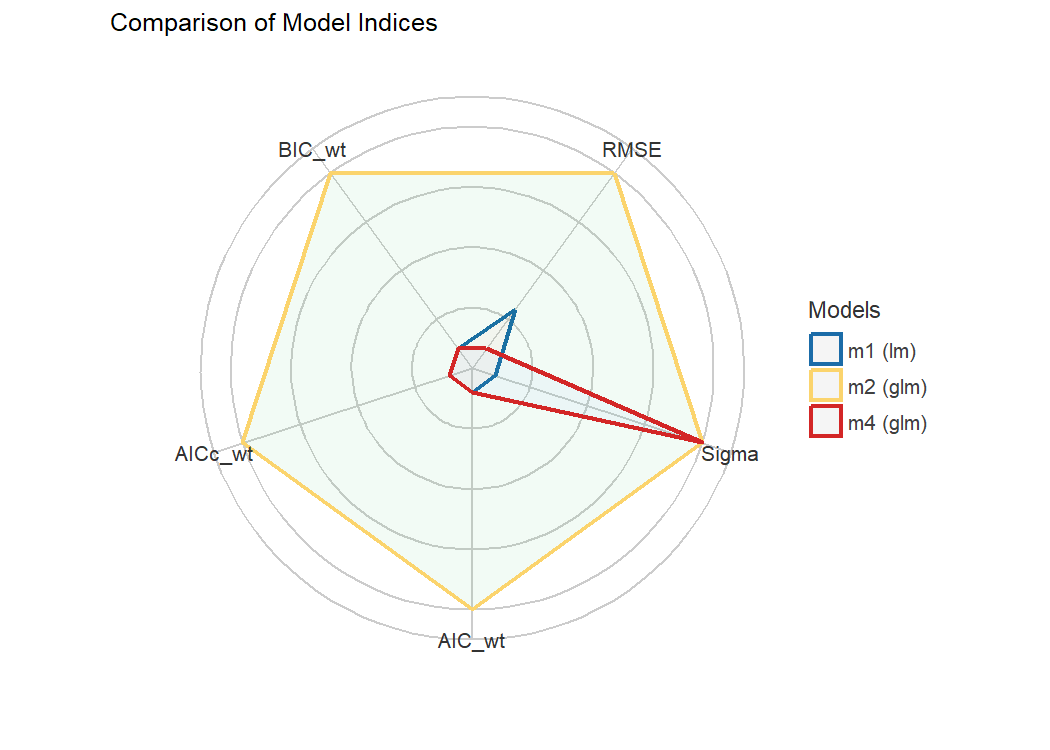 Comparison of Model Indices
BIC_wt
RMSE
AICc_wt
Sigma
AIC_wt
Models
m1 (lm)
m2 (glm)
m4 (glm)